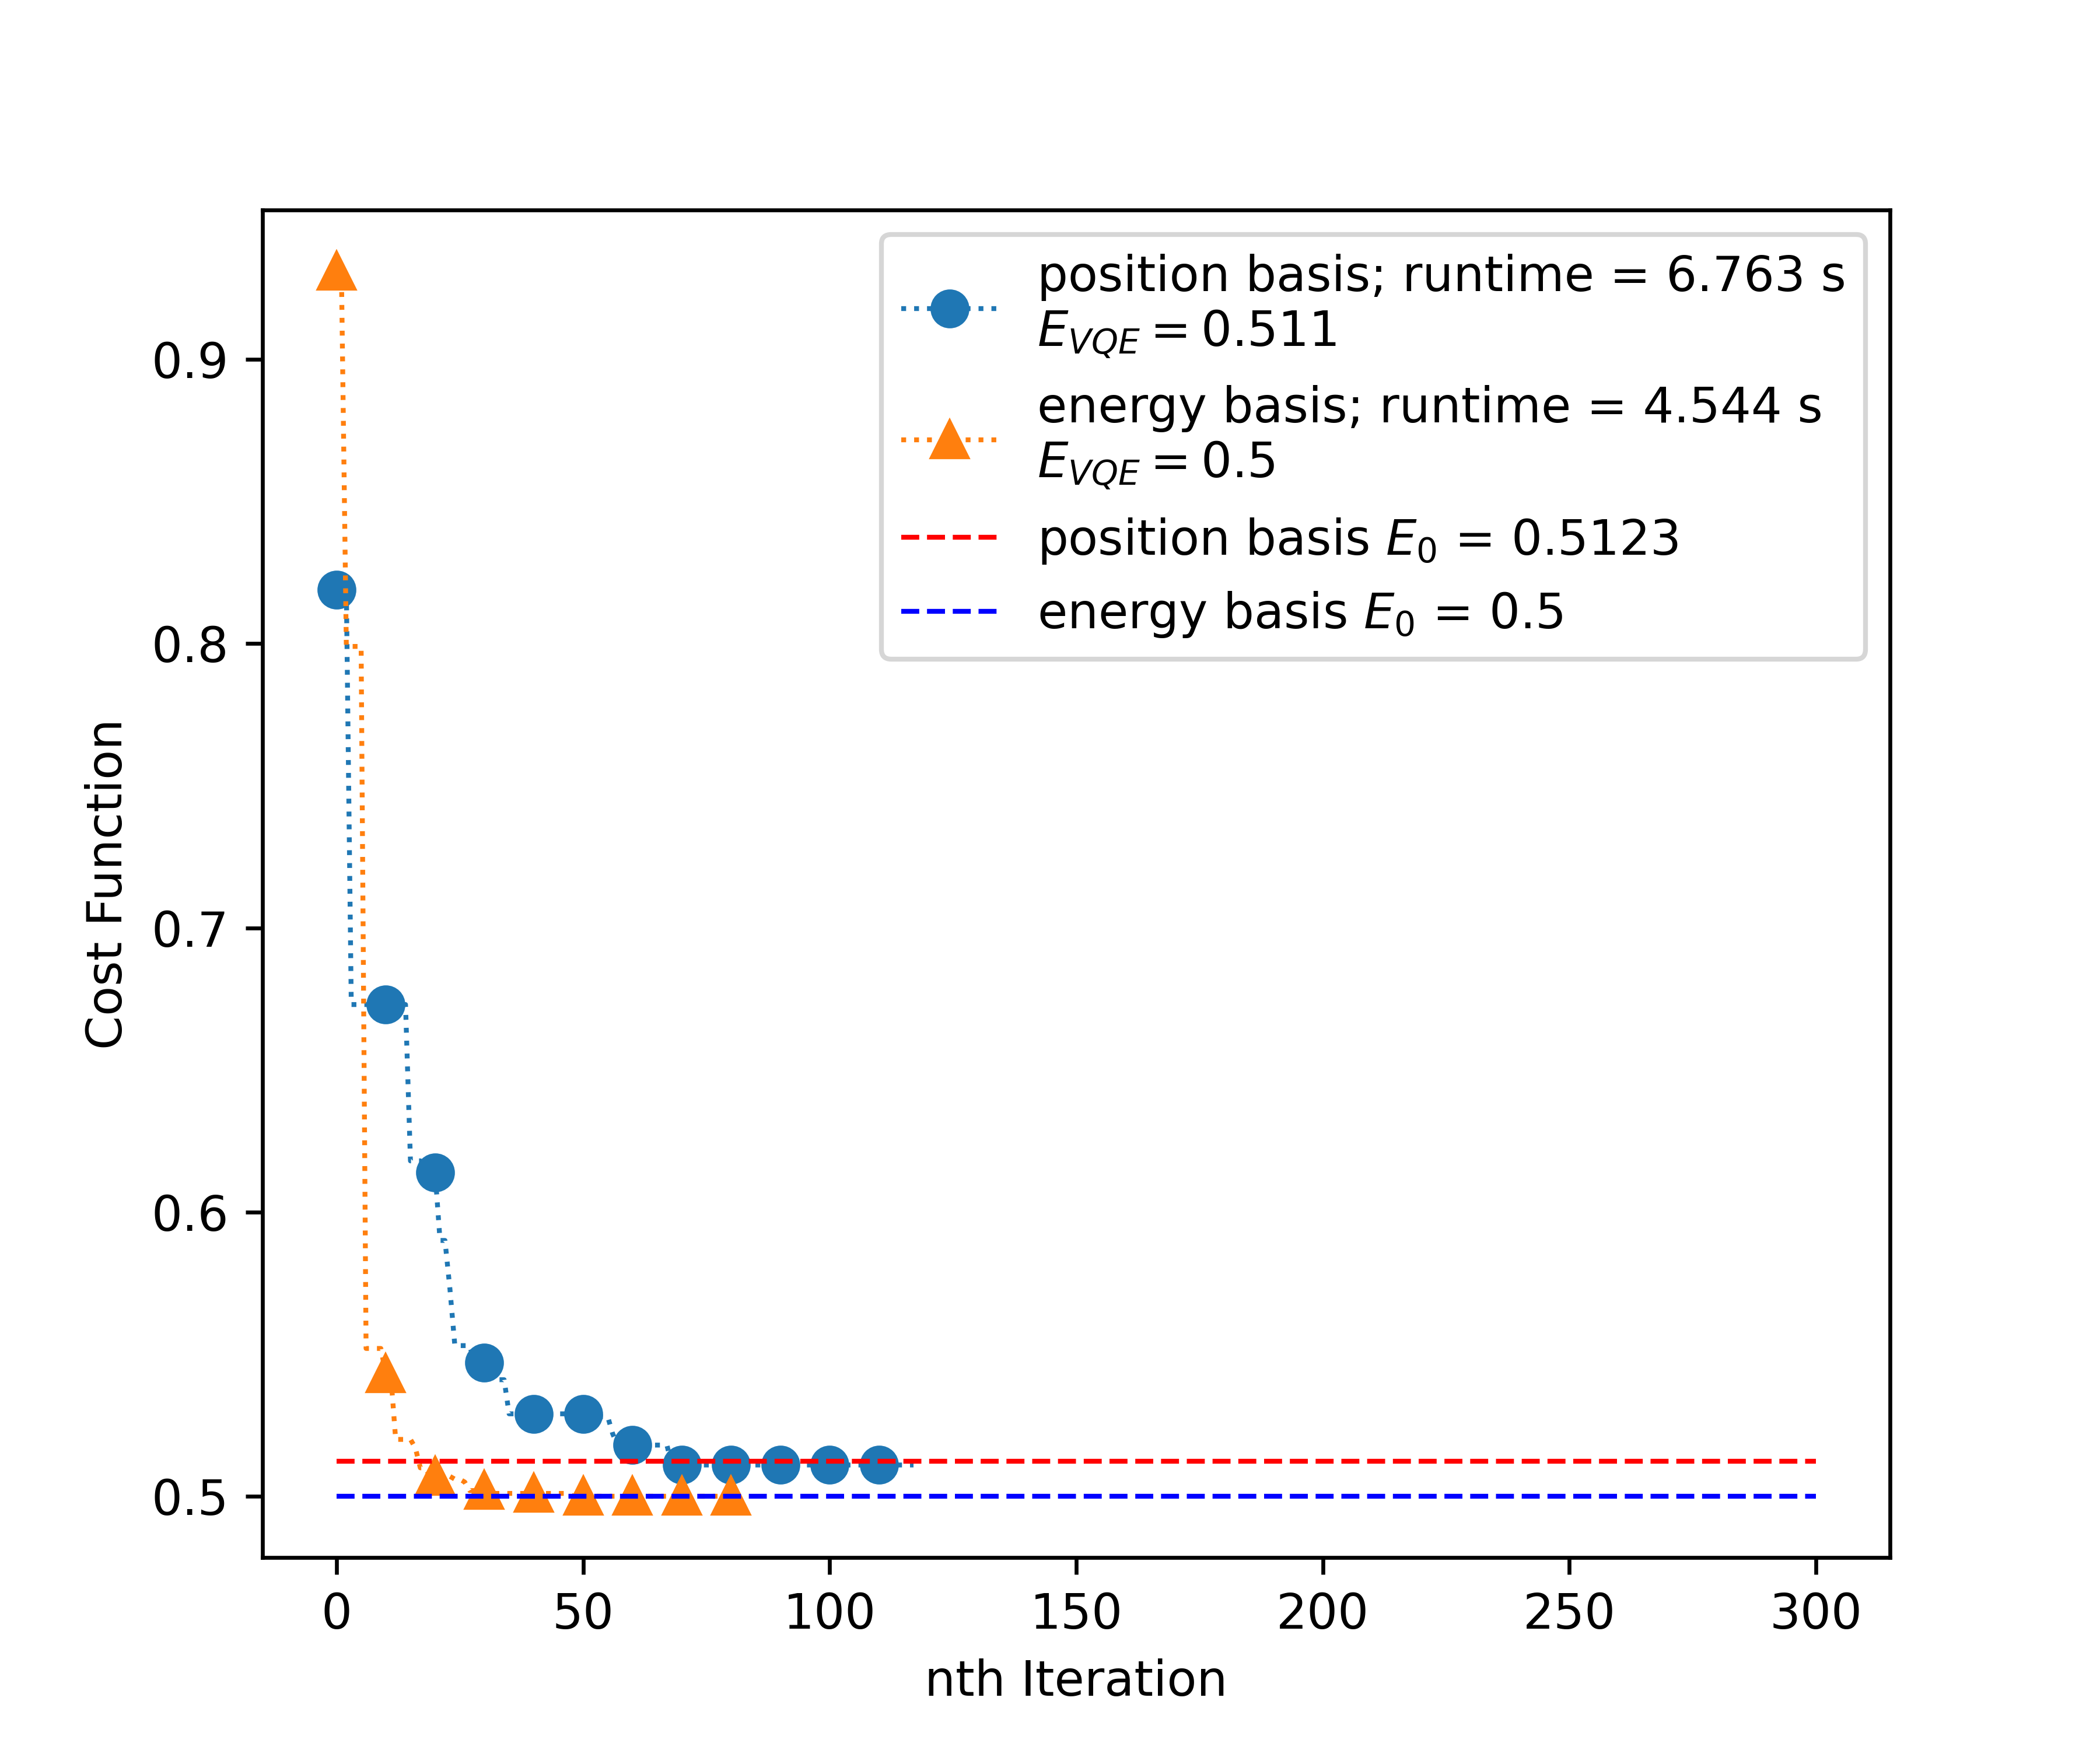 position basis; runtime = 6.763 s
E_VQE = 0.511
energy basis; runtime = 4.544 s
E_VQE = 0.5
position basis E_0 = 0.5123
energy basis E_0 = 0.5
Cost Function
0.9
0.8
0.7
0.6
0.5
0 50 100 150 200 250 300
nth Iteration